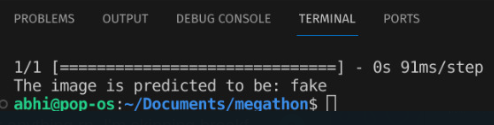 PROBLEMS OUTPUT DEBUG CONSOLE TERMINAL PORTS
1/1 [==============================] - 0s 91ms/step
The image is predicted to be: fake
abhi@pop-os:~/Documents/megathon$